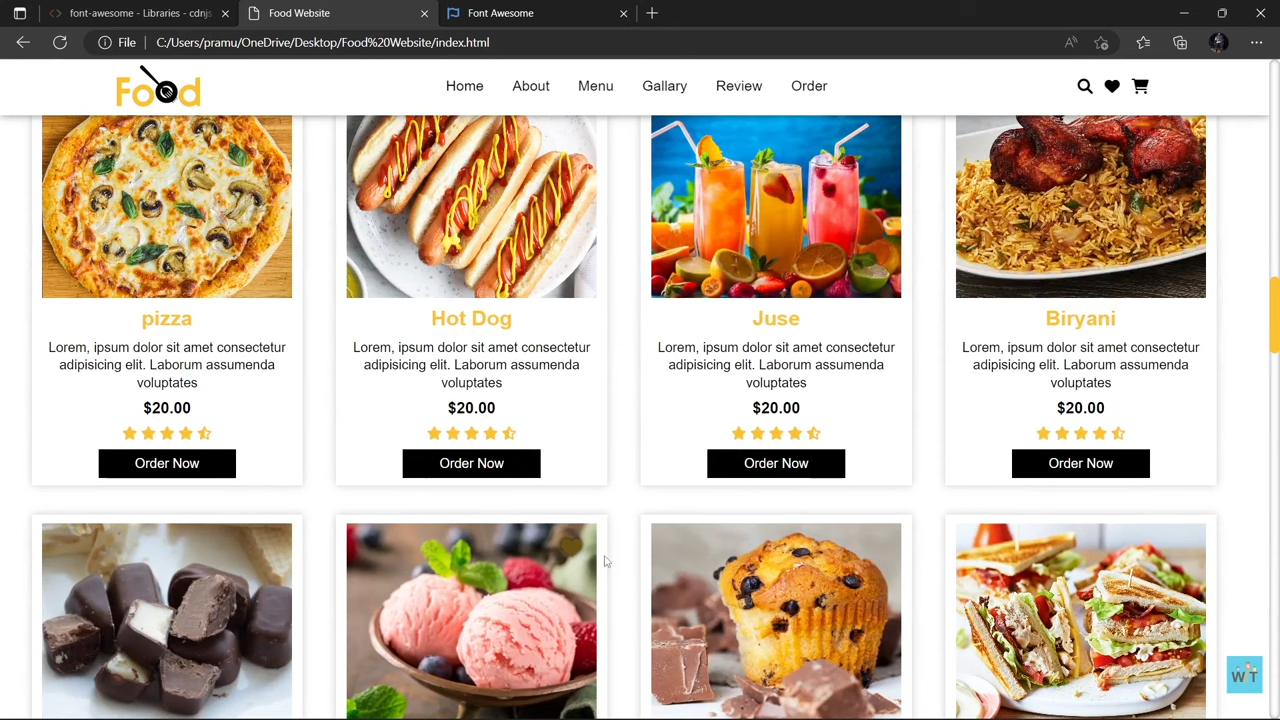 font-awesome - Libraries - cdnjs
Food Website
Font Awesome
File
C:/Users/pramu/OneDrive/Desktop/Food%20Website/index.html
Food
Home
About
Menu
Gallary
Review
Order
pizza
Lorem, ipsum dolor sit amet consectetur
adipisicing elit. Laborum assumenda
voluptates
$20.00
Order Now
Hot Dog
Lorem, ipsum dolor sit amet consectetur
adipisicing elit. Laborum assumenda
voluptates
$20.00
Order Now
Juse
Lorem, ipsum dolor sit amet consectetur
adipisicing elit. Laborum assumenda
voluptates
$20.00
Order Now
Biryani
Lorem, ipsum dolor sit amet consectetur
adipisicing elit. Laborum assumenda
voluptates
$20.00
Order Now
WT